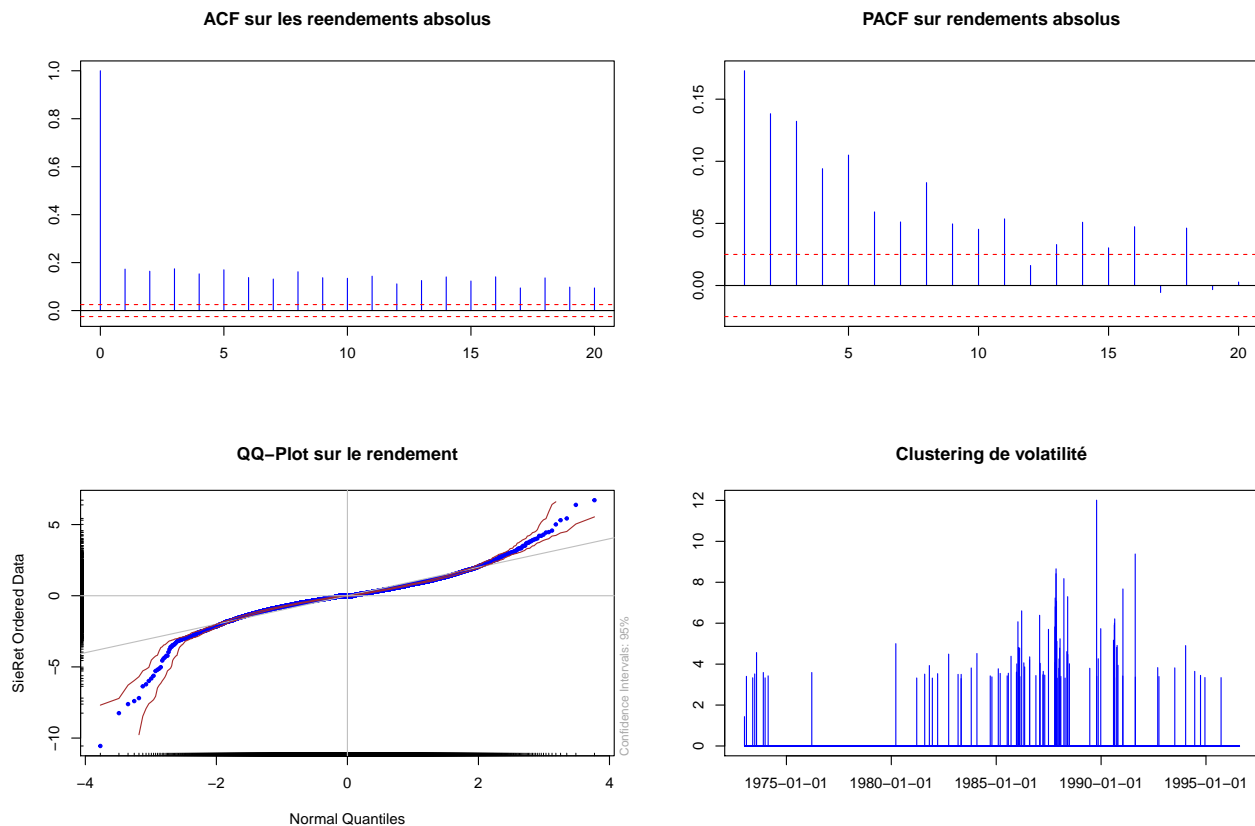 ACF sur les reendements absolus
0.0 0.2 0.4 0.6 0.8 1.0
0 5 10 15 20
PACF sur rendements absolus
0.00 0.05 0.10 0.15
5 10 15 20
QQ−Plot sur le rendement
SieRet Ordered Data
−10 −5 0 5
−4 −2 0 2 4
Normal Quantiles
Confidence Intervals: 95%
Clustering de volatilité
0 2 4 6 8 10 12
1975−01−01 1980−01−01 1985−01−01 1990−01−01 1995−01−01